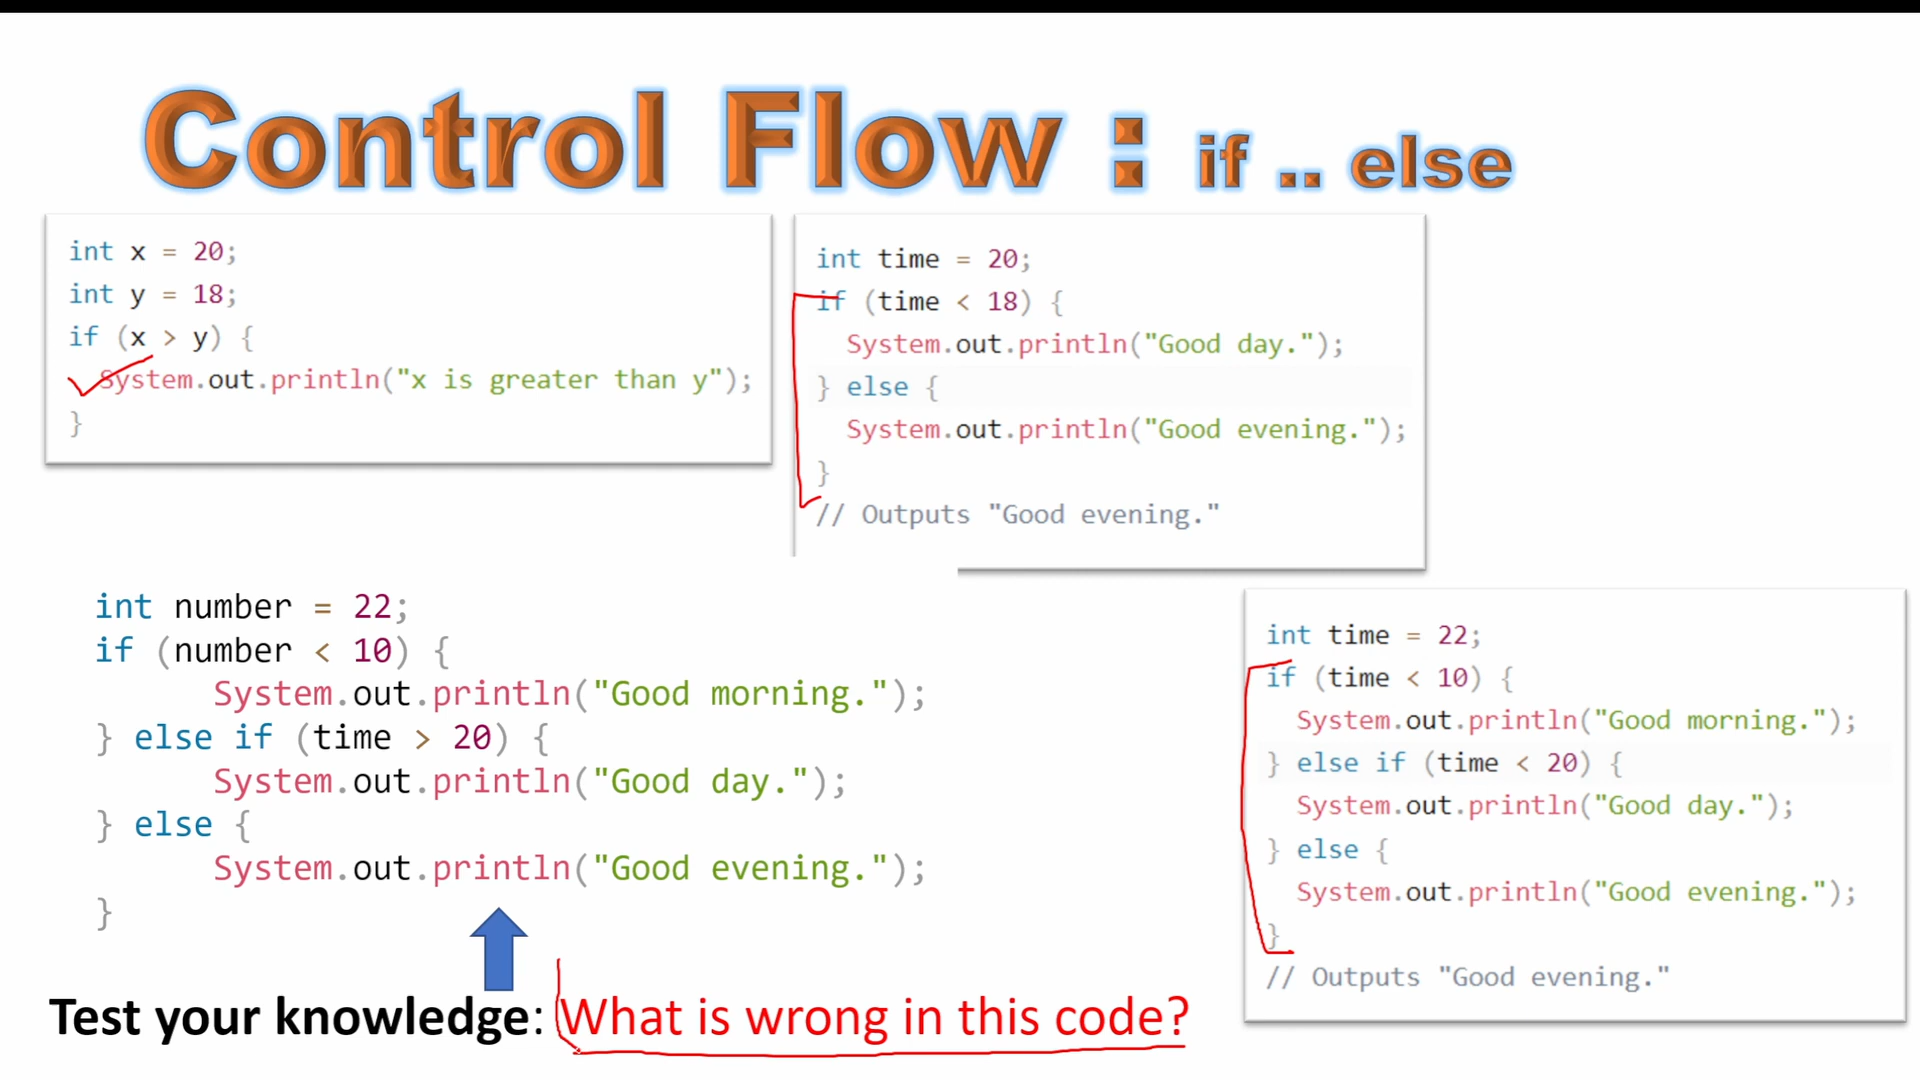 Control Flow : if .. else
int x = 20;
int y = 18;
if (x > y) {
  System.out.println("x is greater than y");
}
int time = 20;
if (time < 18) {
  System.out.println("Good day.");
} else {
  System.out.println("Good evening.");
}
// Outputs "Good evening."
int number = 22;
if (number < 10) {
      System.out.println("Good morning.");
} else if (time > 20) {
      System.out.println("Good day.");
} else {
      System.out.println("Good evening.");
}
int time = 22;
if (time < 10) {
  System.out.println("Good morning.");
} else if (time < 20) {
  System.out.println("Good day.");
} else {
  System.out.println("Good evening.");
}
// Outputs "Good evening."
Test your knowledge: What is wrong in this code?